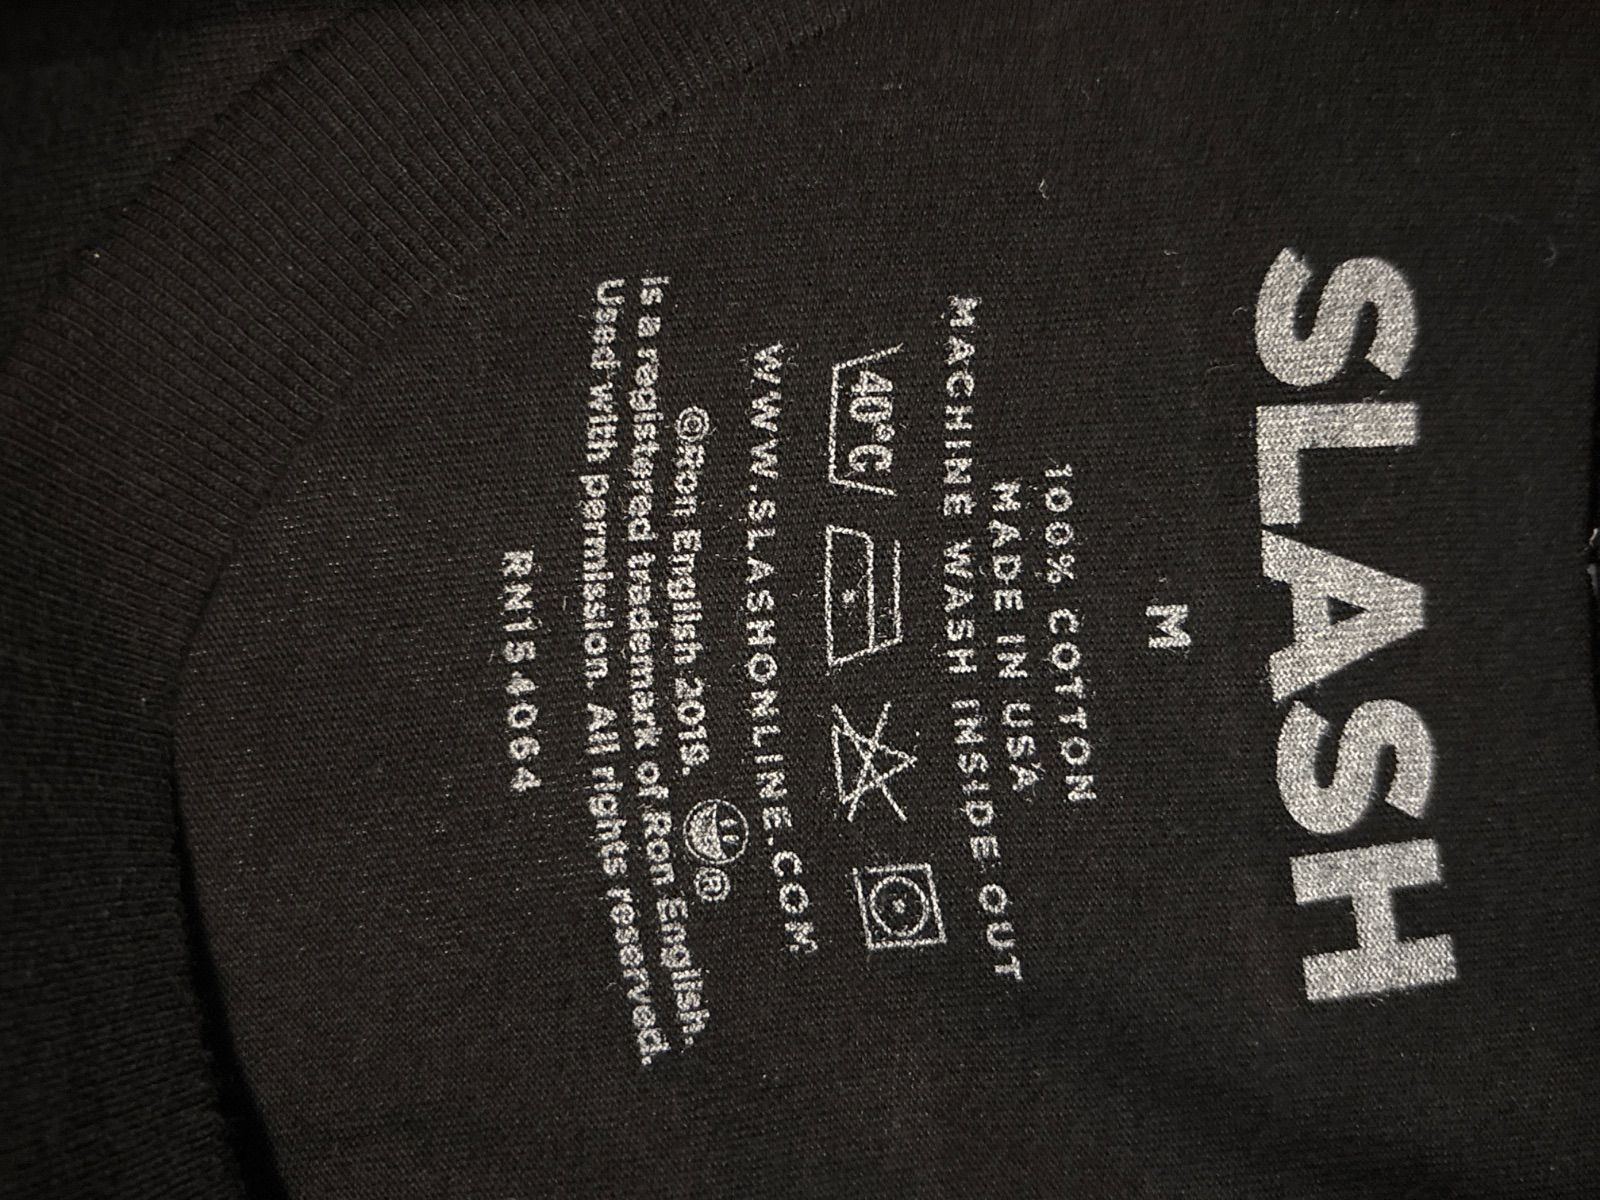 SLASH
M
100% COTTON
MADE IN USA
MACHINE WASH INSIDE OUT
40°C
WWW.SLASHONLINE.COM
©Ron English 2019. ®
is a registered trademark of Ron English.
Used with permission. All rights reserved.
RN154064